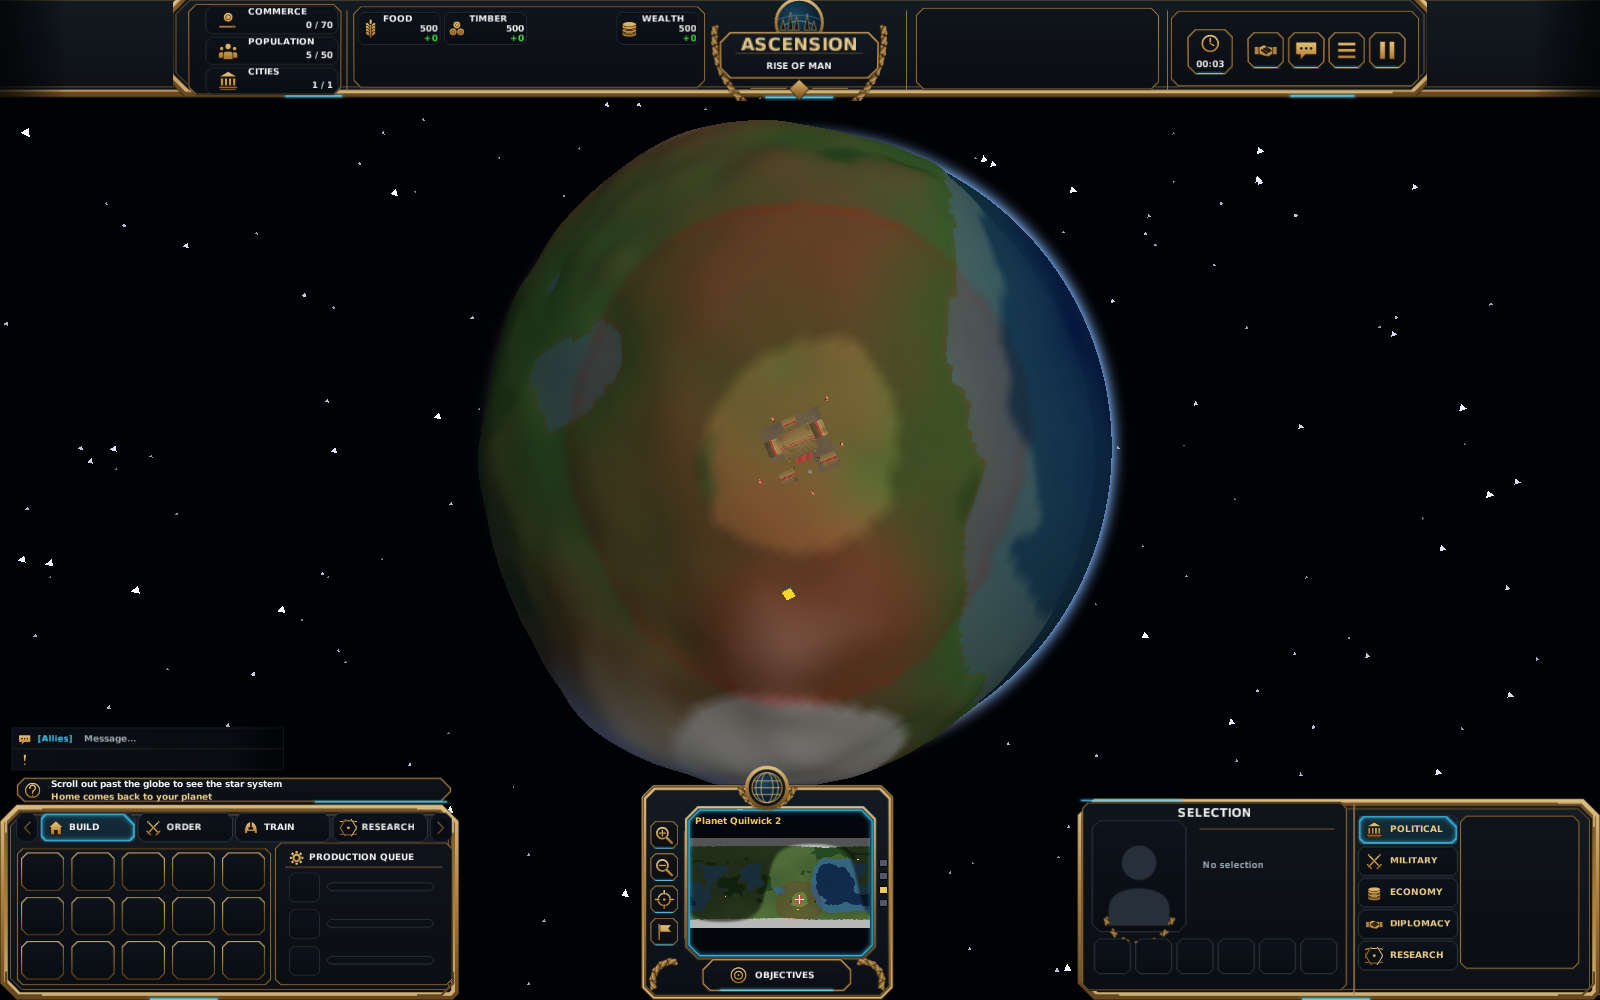 COMMERCE
0 / 70
POPULATION
5 / 50
CITIES
1 / 1
FOOD
500
+0
TIMBER
500
+0
WEALTH
500
+0
ASCENSION
RISE OF MAN
00:03
[Allies] Message...
!
Scroll out past the globe to see the star system
Home comes back to your planet
BUILD
ORDER
TRAIN
RESEARCH
PRODUCTION QUEUE
Planet Quilwick 2
OBJECTIVES
SELECTION
No selection
POLITICAL
MILITARY
ECONOMY
DIPLOMACY
RESEARCH